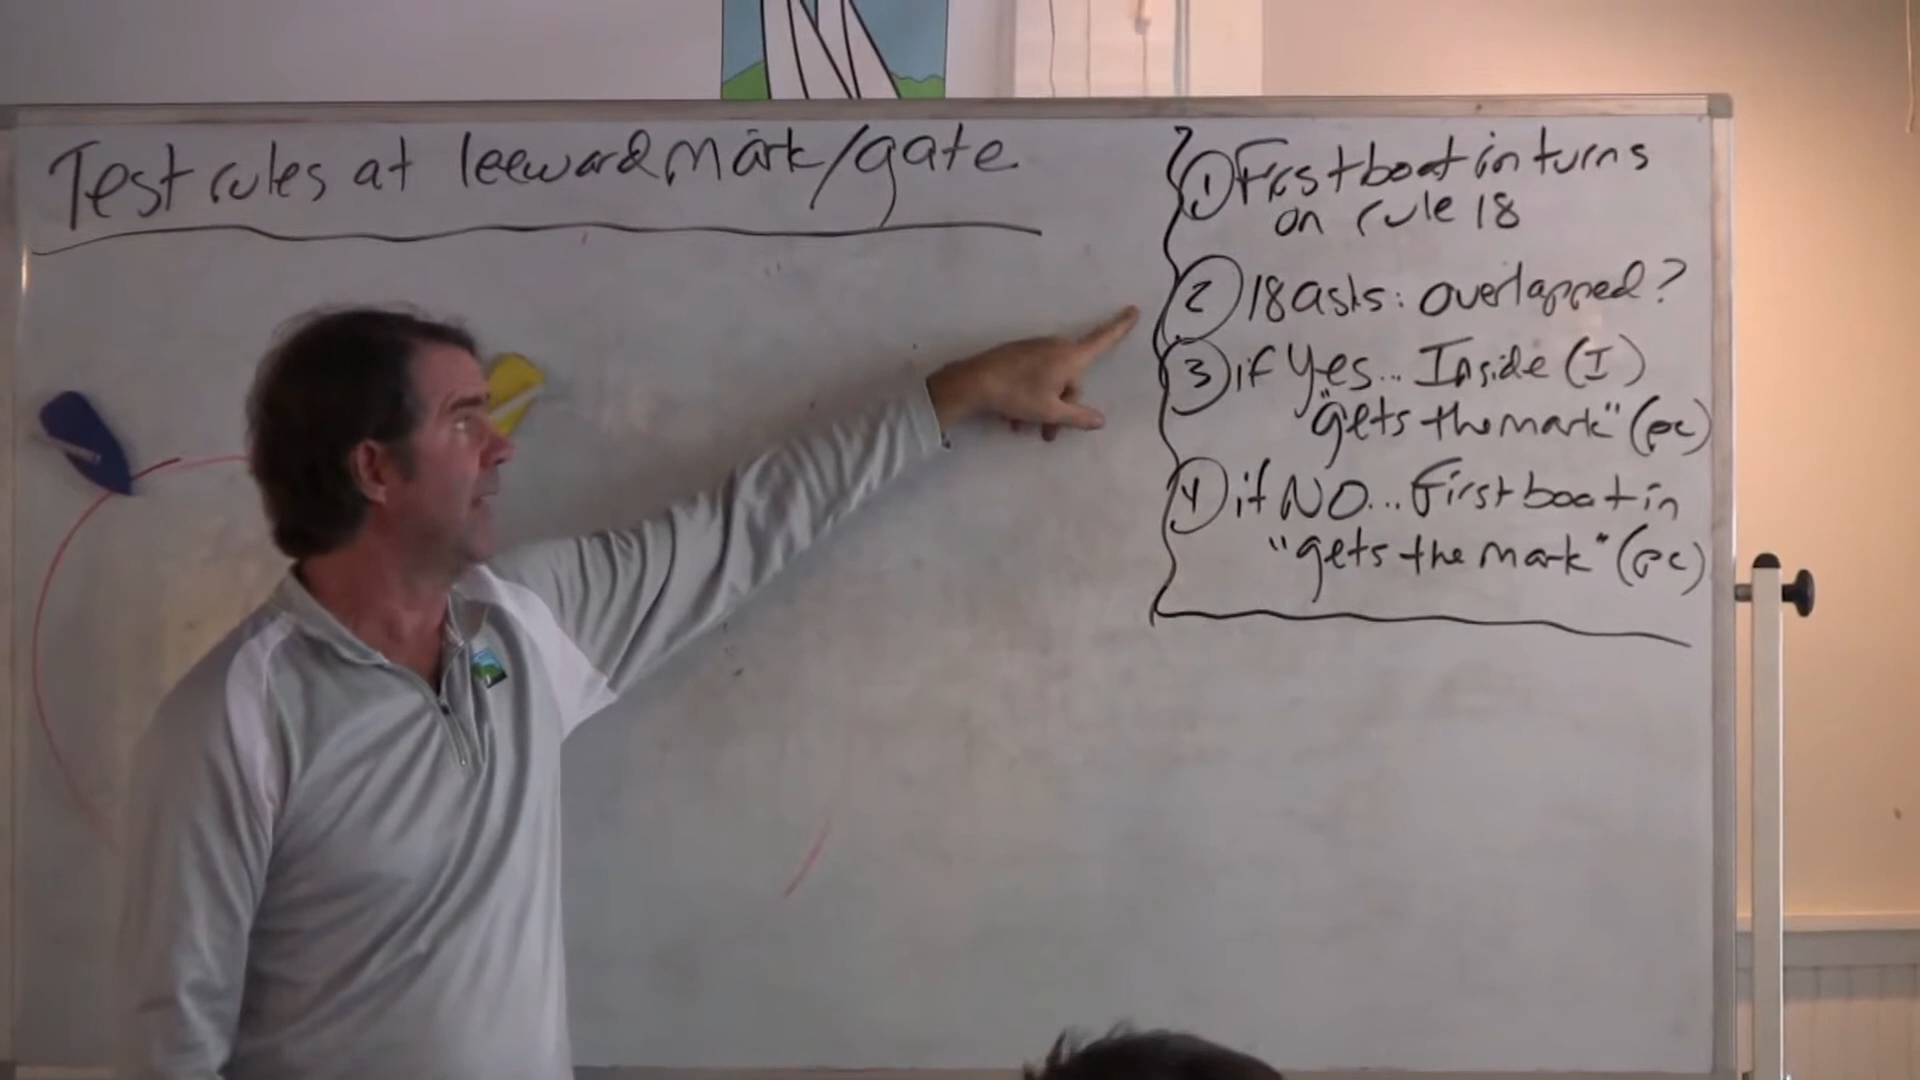 Test rules at leeward mark/gate
① First boat in turns
on rule 18
② 18 asks: overlapped?
③ if Yes... Inside (I)
"gets the mark" (pc)
④ if NO... First boat in
"gets the mark" (pc)